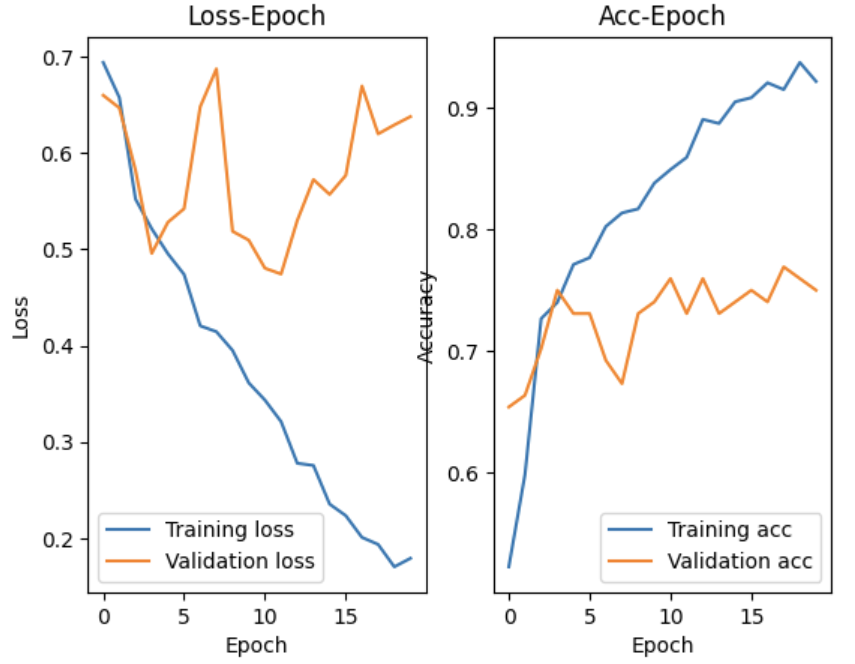 Loss-Epoch
0.7
0.6
0.5
0.4
0.3
0.2
Loss
Training loss
Validation loss
0 5 10 15
Epoch
Acc-Epoch
0.9
0.8
0.7
0.6
Accuracy
Training acc
Validation acc
0 5 10 15
Epoch